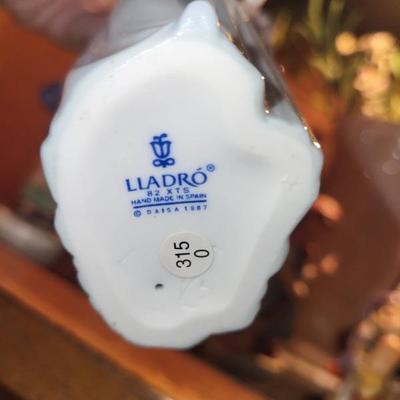 LLADRÓ®
82 XTS
HAND MADE IN SPAIN
© DAISA 1987
315
0